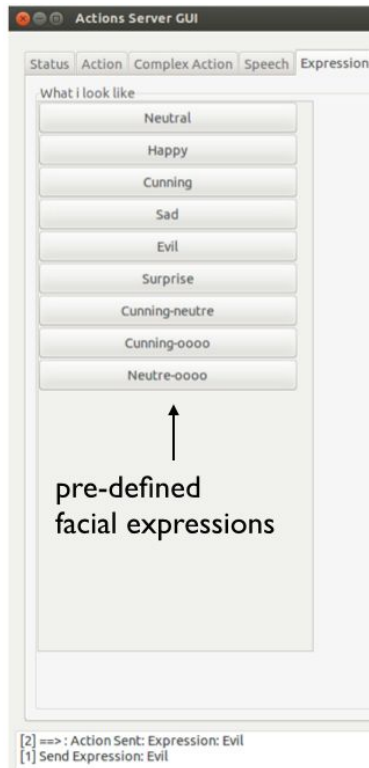 Actions Server GUI
Status Action Complex Action Speech Expression
What i look like
Neutral
Happy
Cunning
Sad
Evil
Surprise
Cunning-neutre
Cunning-oooo
Neutre-oooo
pre-defined
facial expressions
[2] ==> : Action Sent: Expression: Evil
[1] Send Expression: Evil